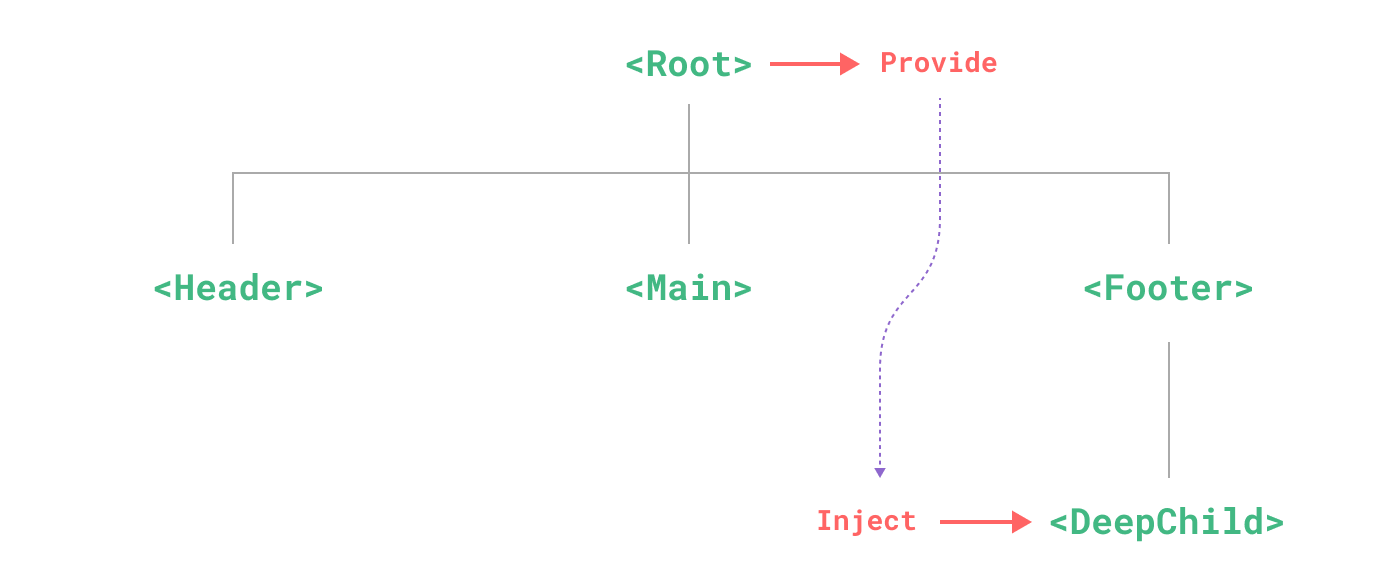 <Root> Provide
<Header> <Main> <Footer>
Inject <DeepChild>